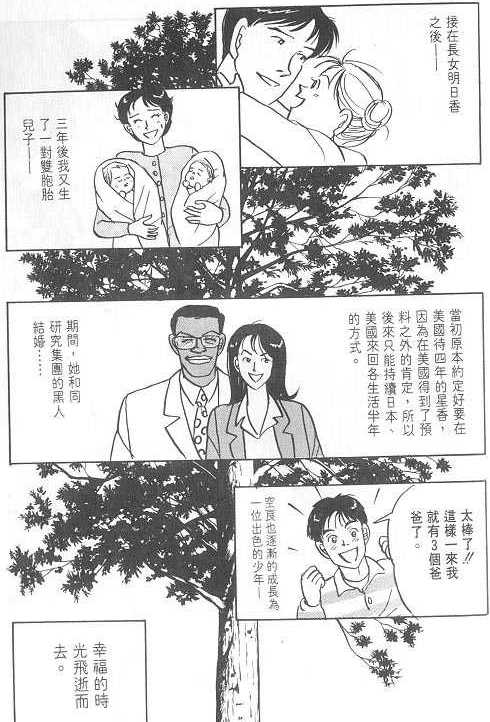 接在長女明日香
之後——
三年後我又生
了一對雙胞胎
兒子——
當初原本約定好要在
美國待四年的星香，
因為在美國得到了預
料之外的肯定，所以
後來只能持續日本、
美國來回各生活半年
的方式。
期間，她和同
研究集團的黑人
結婚……
太棒了!!
這樣一來我
就有3個爸
爸了。
空良也逐漸的成長為
一位出色的少年—
幸福的時
光飛逝而
去。